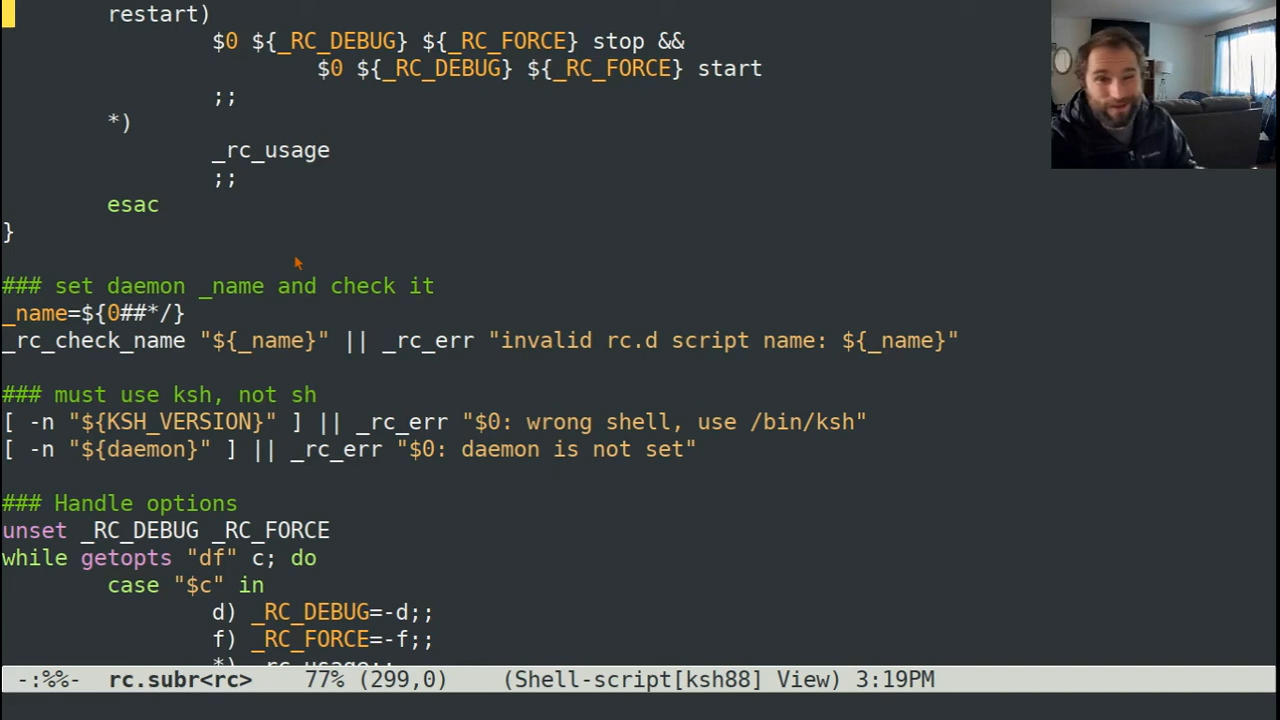 restart)
$0 ${_RC_DEBUG} ${_RC_FORCE} stop &&
$0 ${_RC_DEBUG} ${_RC_FORCE} start
;;
*)
_rc_usage
;;
esac
}
### set daemon _name and check it
_name=${0##*/}
_rc_check_name "${_name}" || _rc_err "invalid rc.d script name: ${_name}"
### must use ksh, not sh
[ -n "${KSH_VERSION}" ] || _rc_err "$0: wrong shell, use /bin/ksh"
[ -n "${daemon}" ] || _rc_err "$0: daemon is not set"
### Handle options
unset _RC_DEBUG _RC_FORCE
while getopts "df" c; do
case "$c" in
d) _RC_DEBUG=-d;;
f) _RC_FORCE=-f;;
*) _rc_usage;;
-:%%-  rc.subr<rc>    77% (299,0)    (Shell-script[ksh88] View) 3:19PM